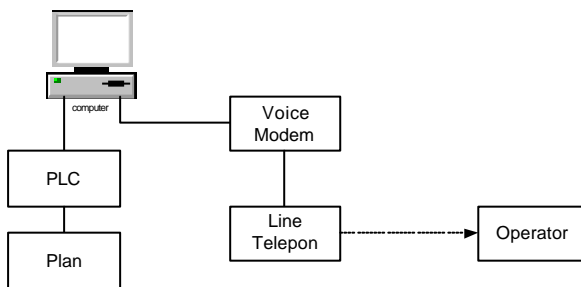 computer
Voice
Modem
PLC
Line
Telepon
Operator
Plan